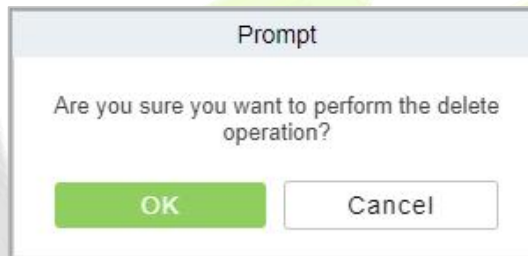 Prompt
Are you sure you want to perform the delete
operation?
OK
Cancel